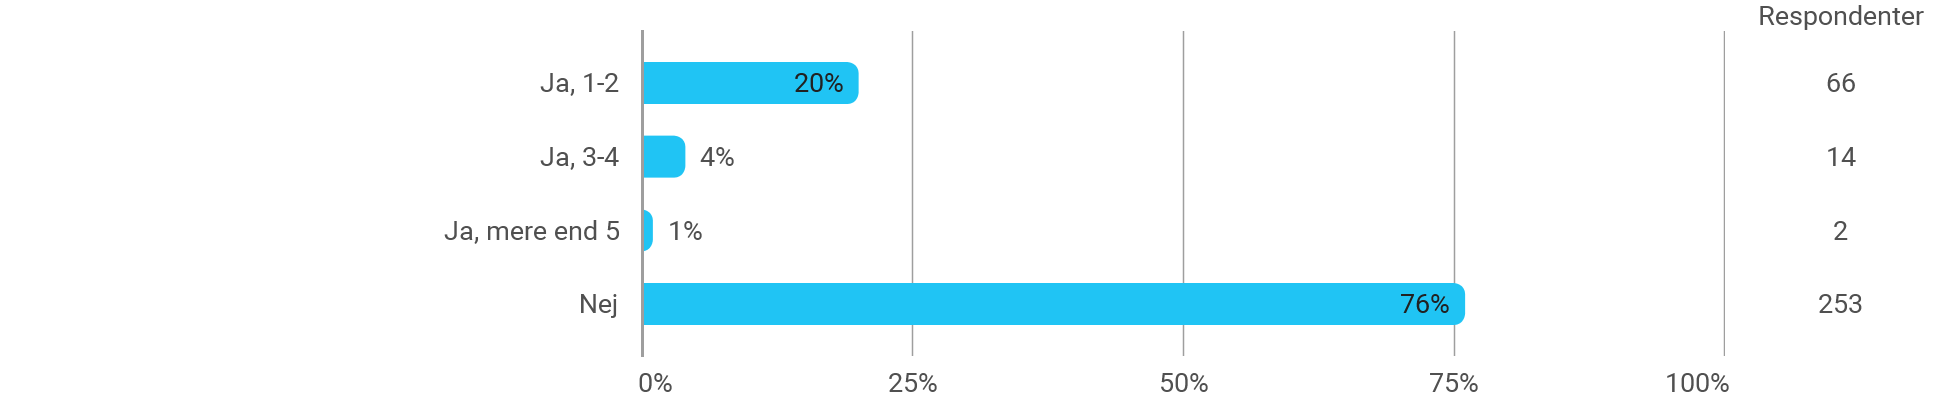 Respondenter
Ja, 1-2 20% 66
Ja, 3-4 4% 14
Ja, mere end 5 1% 2
Nej 76% 253
0% 25% 50% 75% 100%